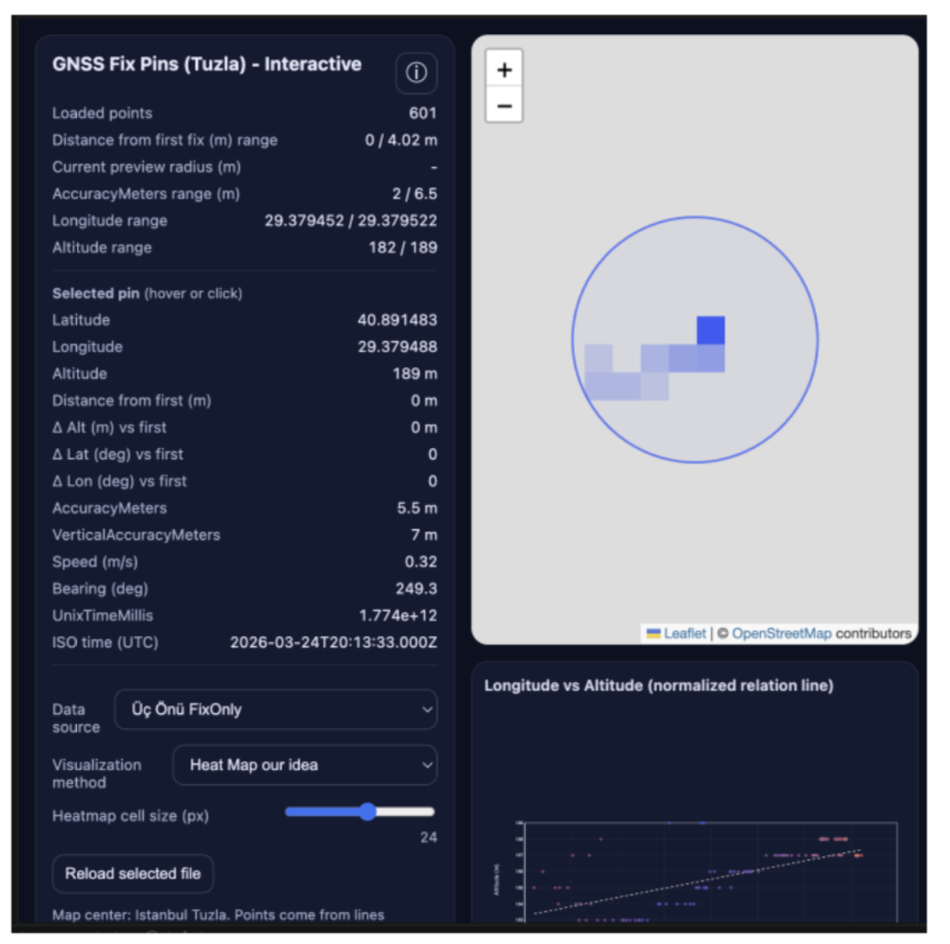 GNSS Fix Pins (Tuzla) - Interactive
Loaded points 601
Distance from first fix (m) range 0 / 4.02 m
Current preview radius (m) -
AccuracyMeters range (m) 2 / 6.5
Longitude range 29.379452 / 29.379522
Altitude range 182 / 189
Selected pin (hover or click)
Latitude 40.891483
Longitude 29.379488
Altitude 189 m
Distance from first (m) 0 m
Δ Alt (m) vs first 0 m
Δ Lat (deg) vs first 0
Δ Lon (deg) vs first 0
AccuracyMeters 5.5 m
VerticalAccuracyMeters 7 m
Speed (m/s) 0.32
Bearing (deg) 249.3
UnixTimeMillis 1.774e+12
ISO time (UTC) 2026-03-24T20:13:33.000Z
Data source Üç Önü FixOnly
Visualization method Heat Map our idea
Heatmap cell size (px)
24
Reload selected file
Map center: Istanbul Tuzla. Points come from lines
+
−
Leaflet | © OpenStreetMap contributors
Longitude vs Altitude (normalized relation line)
Altitude (m)